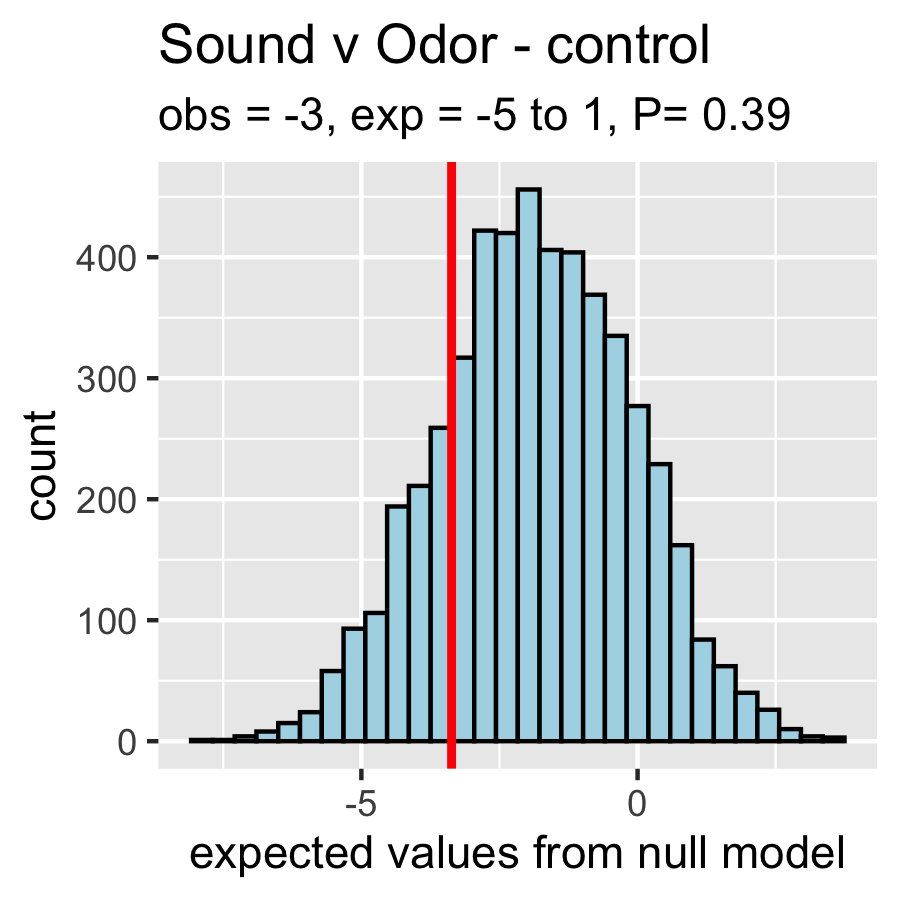 Sound v Odor - control
obs = -3, exp = -5 to 1, P= 0.39
400
300
200
100
0
count
-5
0
expected values from null model